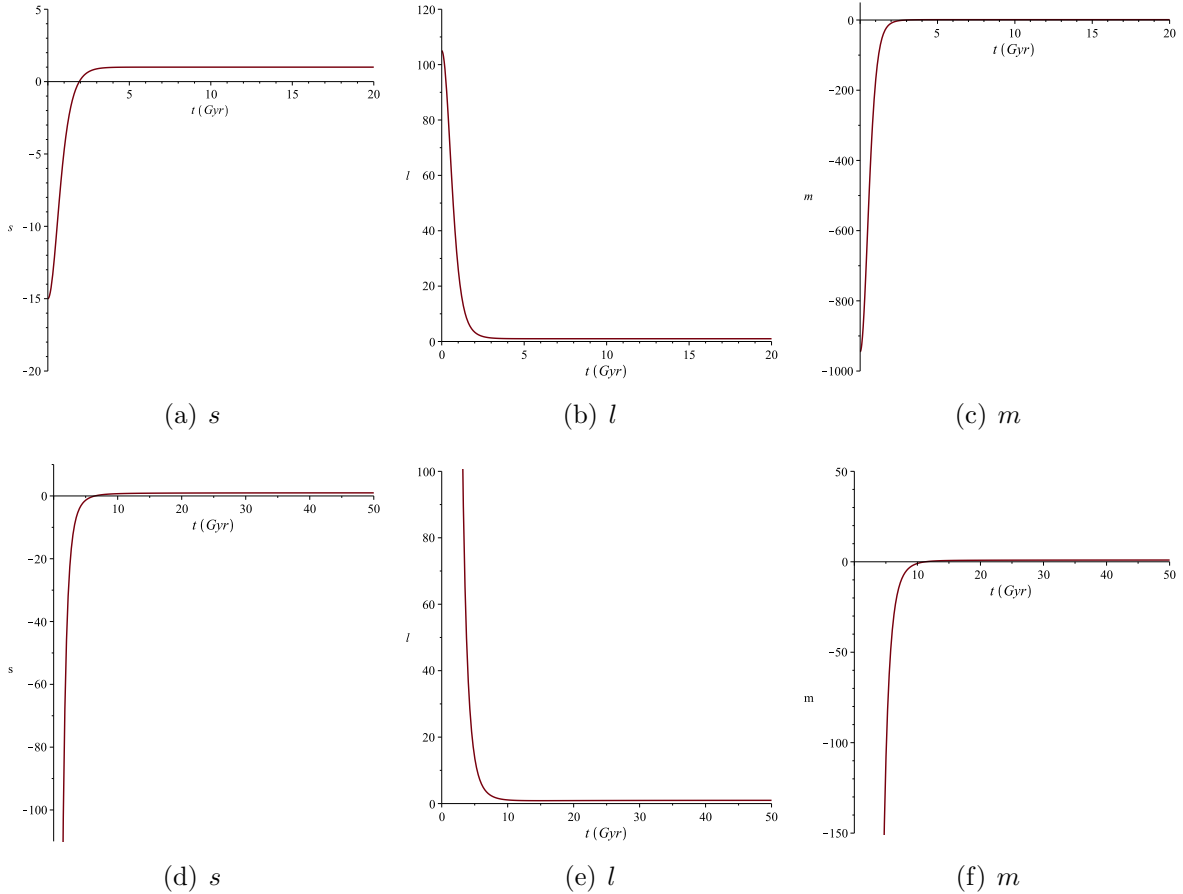 5
0
−5
−10
−15
−20
s
5 10 15 20
t (Gyr)
(a) s
120
100
80
60
40
20
0
l
0 5 10 15 20
t (Gyr)
(b) l
0
−200
−400
−600
−800
−1000
m
5 10 15 20
t (Gyr)
(c) m
0
−20
−40
−60
−80
−100
s
10 20 30 40 50
t (Gyr)
(d) s
100
80
60
40
20
0
l
0 10 20 30 40 50
t (Gyr)
(e) l
50
0
−50
−100
−150
m
10 20 30 40 50
t (Gyr)
(f) m